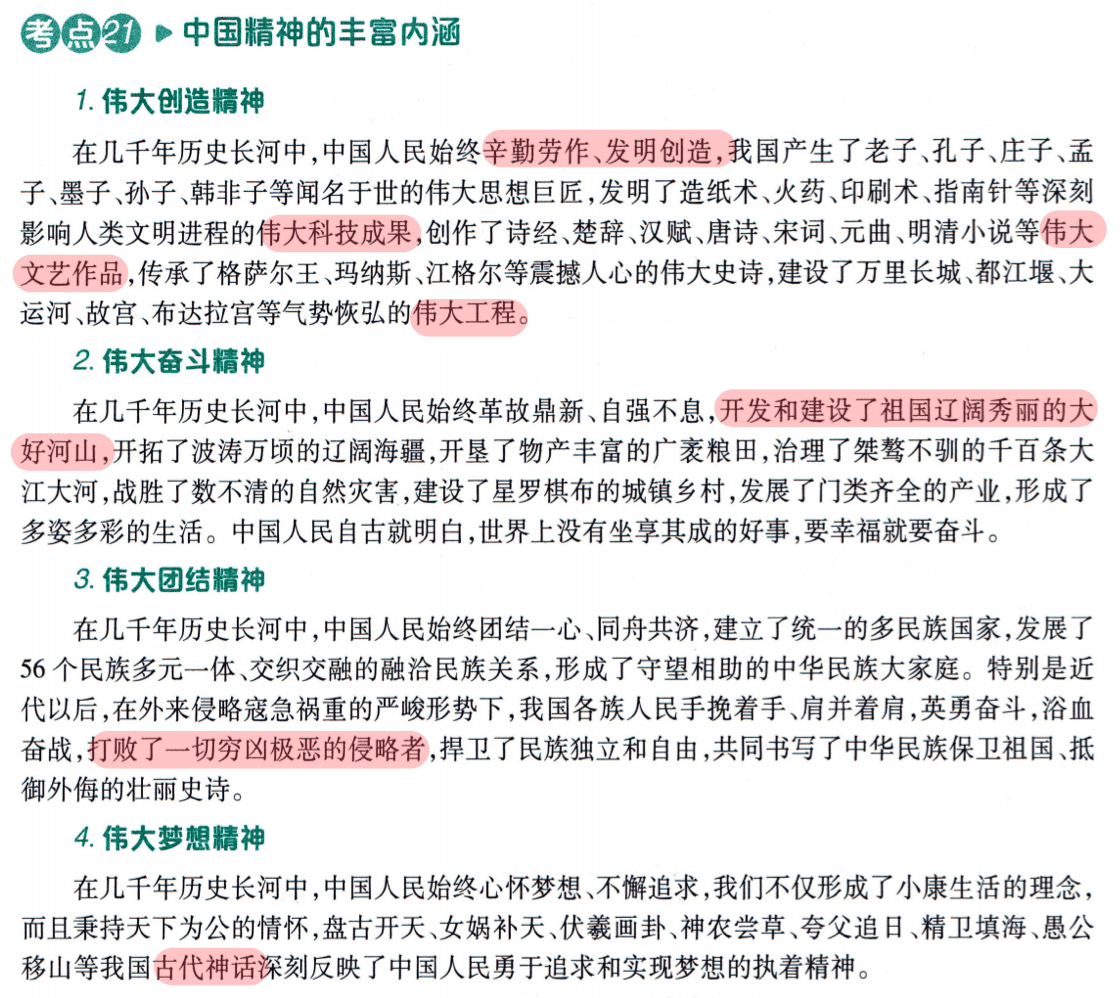 考点21 ▶ 中国精神的丰富内涵
1. 伟大创造精神
在几千年历史长河中,中国人民始终辛勤劳作、发明创造,我国产生了老子、孔子、庄子、孟
子、墨子、孙子、韩非子等闻名于世的伟大思想巨匠,发明了造纸术、火药、印刷术、指南针等深刻
影响人类文明进程的伟大科技成果,创作了诗经、楚辞、汉赋、唐诗、宋词、元曲、明清小说等伟大
文艺作品,传承了格萨尔王、玛纳斯、江格尔等震撼人心的伟大史诗,建设了万里长城、都江堰、大
运河、故宫、布达拉宫等气势恢弘的伟大工程。
2. 伟大奋斗精神
在几千年历史长河中,中国人民始终革故鼎新、自强不息,开发和建设了祖国辽阔秀丽的大
好河山,开拓了波涛万顷的辽阔海疆,开垦了物产丰富的广袤粮田,治理了桀骜不驯的千百条大
江大河,战胜了数不清的自然灾害,建设了星罗棋布的城镇乡村,发展了门类齐全的产业,形成了
多姿多彩的生活。中国人民自古就明白,世界上没有坐享其成的好事,要幸福就要奋斗。
3. 伟大团结精神
在几千年历史长河中,中国人民始终团结一心、同舟共济,建立了统一的多民族国家,发展了
56个民族多元一体、交织交融的融洽民族关系,形成了守望相助的中华民族大家庭。特别是近
代以后,在外来侵略寇急祸重的严峻形势下,我国各族人民手挽着手、肩并着肩,英勇奋斗,浴血
奋战,打败了一切穷凶极恶的侵略者,捍卫了民族独立和自由,共同书写了中华民族保卫祖国、抵
御外侮的壮丽史诗。
4. 伟大梦想精神
在几千年历史长河中,中国人民始终心怀梦想、不懈追求,我们不仅形成了小康生活的理念,
而且秉持天下为公的情怀,盘古开天、女娲补天、伏羲画卦、神农尝草、夸父追日、精卫填海、愚公
移山等我国古代神话深刻反映了中国人民勇于追求和实现梦想的执着精神。